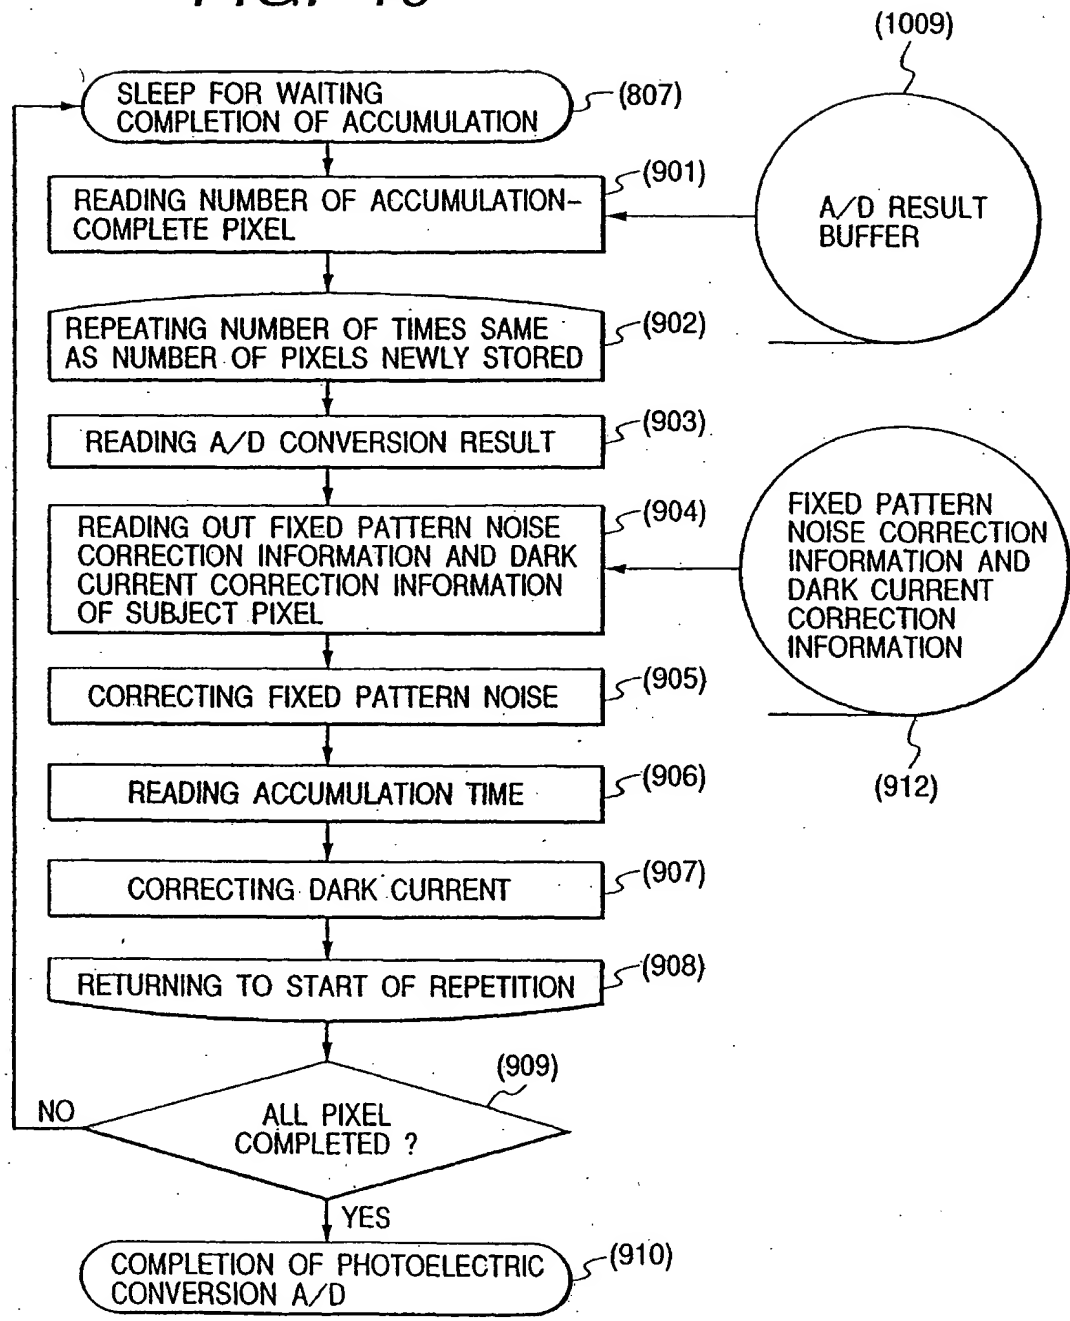 (1009)
SLEEP FOR WAITING
COMPLETION OF ACCUMULATION
(807)
READING NUMBER OF ACCUMULATION-
COMPLETE PIXEL
(901)
A/D RESULT
BUFFER
REPEATING NUMBER OF TIMES SAME
AS NUMBER OF PIXELS NEWLY STORED
(902)
READING A/D CONVERSION RESULT
(903)
READING OUT FIXED PATTERN NOISE
CORRECTION INFORMATION AND DARK
CURRENT CORRECTION INFORMATION
OF SUBJECT PIXEL
(904)
FIXED PATTERN
NOISE CORRECTION
INFORMATION AND
DARK CURRENT
CORRECTION
INFORMATION
(912)
CORRECTING FIXED PATTERN NOISE
(905)
READING ACCUMULATION TIME
(906)
CORRECTING DARK CURRENT
(907)
RETURNING TO START OF REPETITION
(908)
(909)
ALL PIXEL
COMPLETED ?
NO
YES
COMPLETION OF PHOTOELECTRIC
CONVERSION A/D
(910)